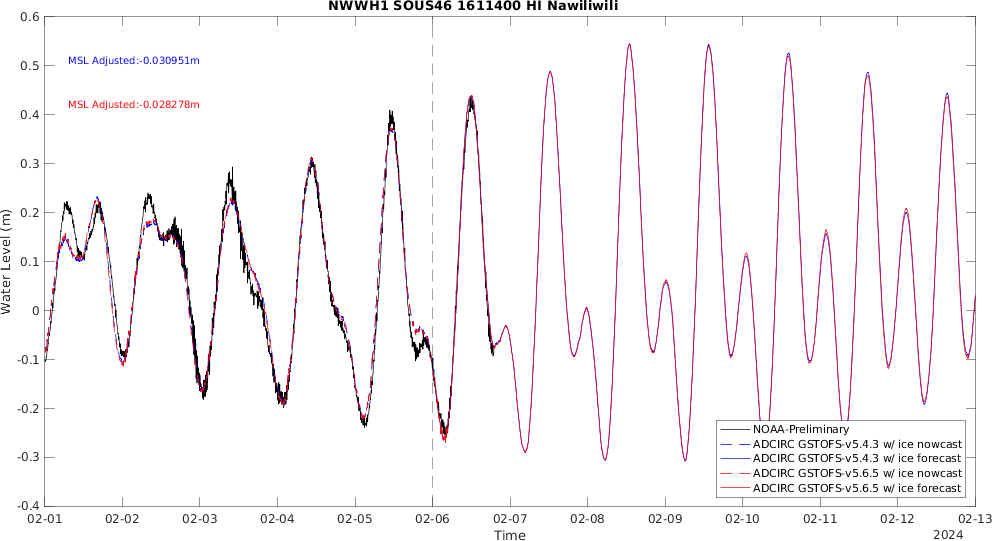 NWWH1 SOUS46 1611400 HI Nawiliwili
MSL Adjusted:-0.030951m
MSL Adjusted:-0.028278m
Water Level (m)
0.6
0.5
0.4
0.3
0.2
0.1
0
-0.1
-0.2
-0.3
-0.4
NOAA-Preliminary
ADCIRC GSTOFS-v5.4.3 w/ ice nowcast
ADCIRC GSTOFS-v5.4.3 w/ ice forecast
ADCIRC GSTOFS-v5.6.5 w/ ice nowcast
ADCIRC GSTOFS-v5.6.5 w/ ice forecast
02-01 02-02 02-03 02-04 02-05 02-06 02-07 02-08 02-09 02-10 02-11 02-12 02-13
Time
2024